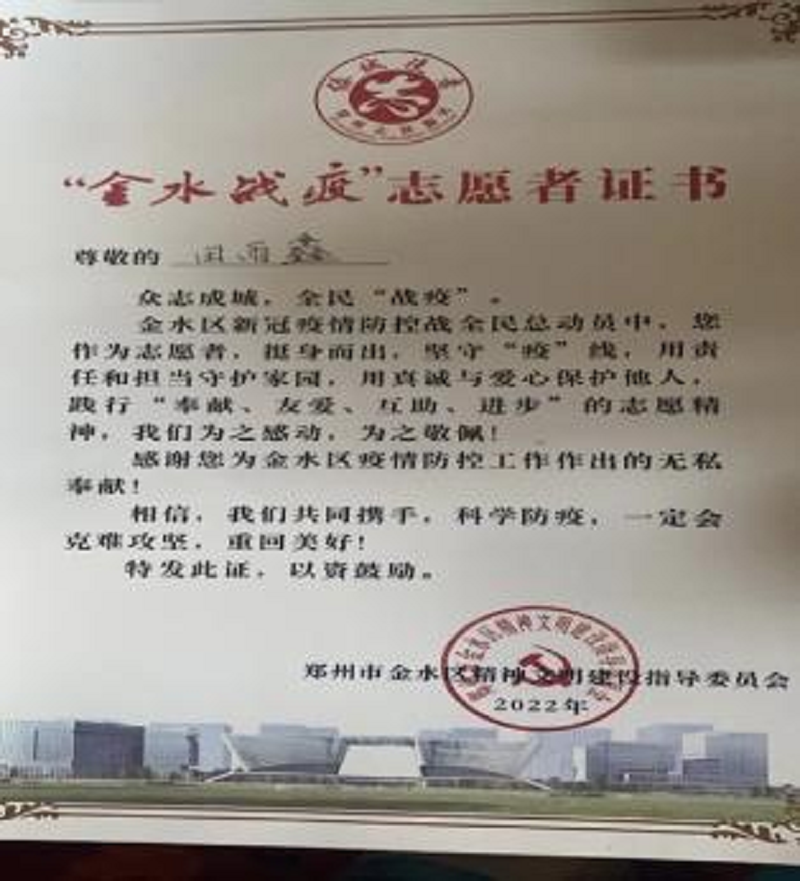 “金水战疫”志愿者证书
尊敬的 闫雨鑫
众志成城，全民“战疫”。
金水区新冠疫情防控战全民总动员中，您
作为志愿者，挺身而出，坚守“疫”线，用责
任和担当守护家园，用真诚与爱心保护他人，
践行“奉献、友爱、互助、进步”的志愿精
神，我们为之感动，为之敬佩！
感谢您为金水区疫情防控工作作出的无私
奉献！
相信，我们共同携手，科学防疫，一定会
克难攻坚，重回美好！
特发此证，以资鼓励。
郑州市金水区精神文明建设指导委员会
2022年